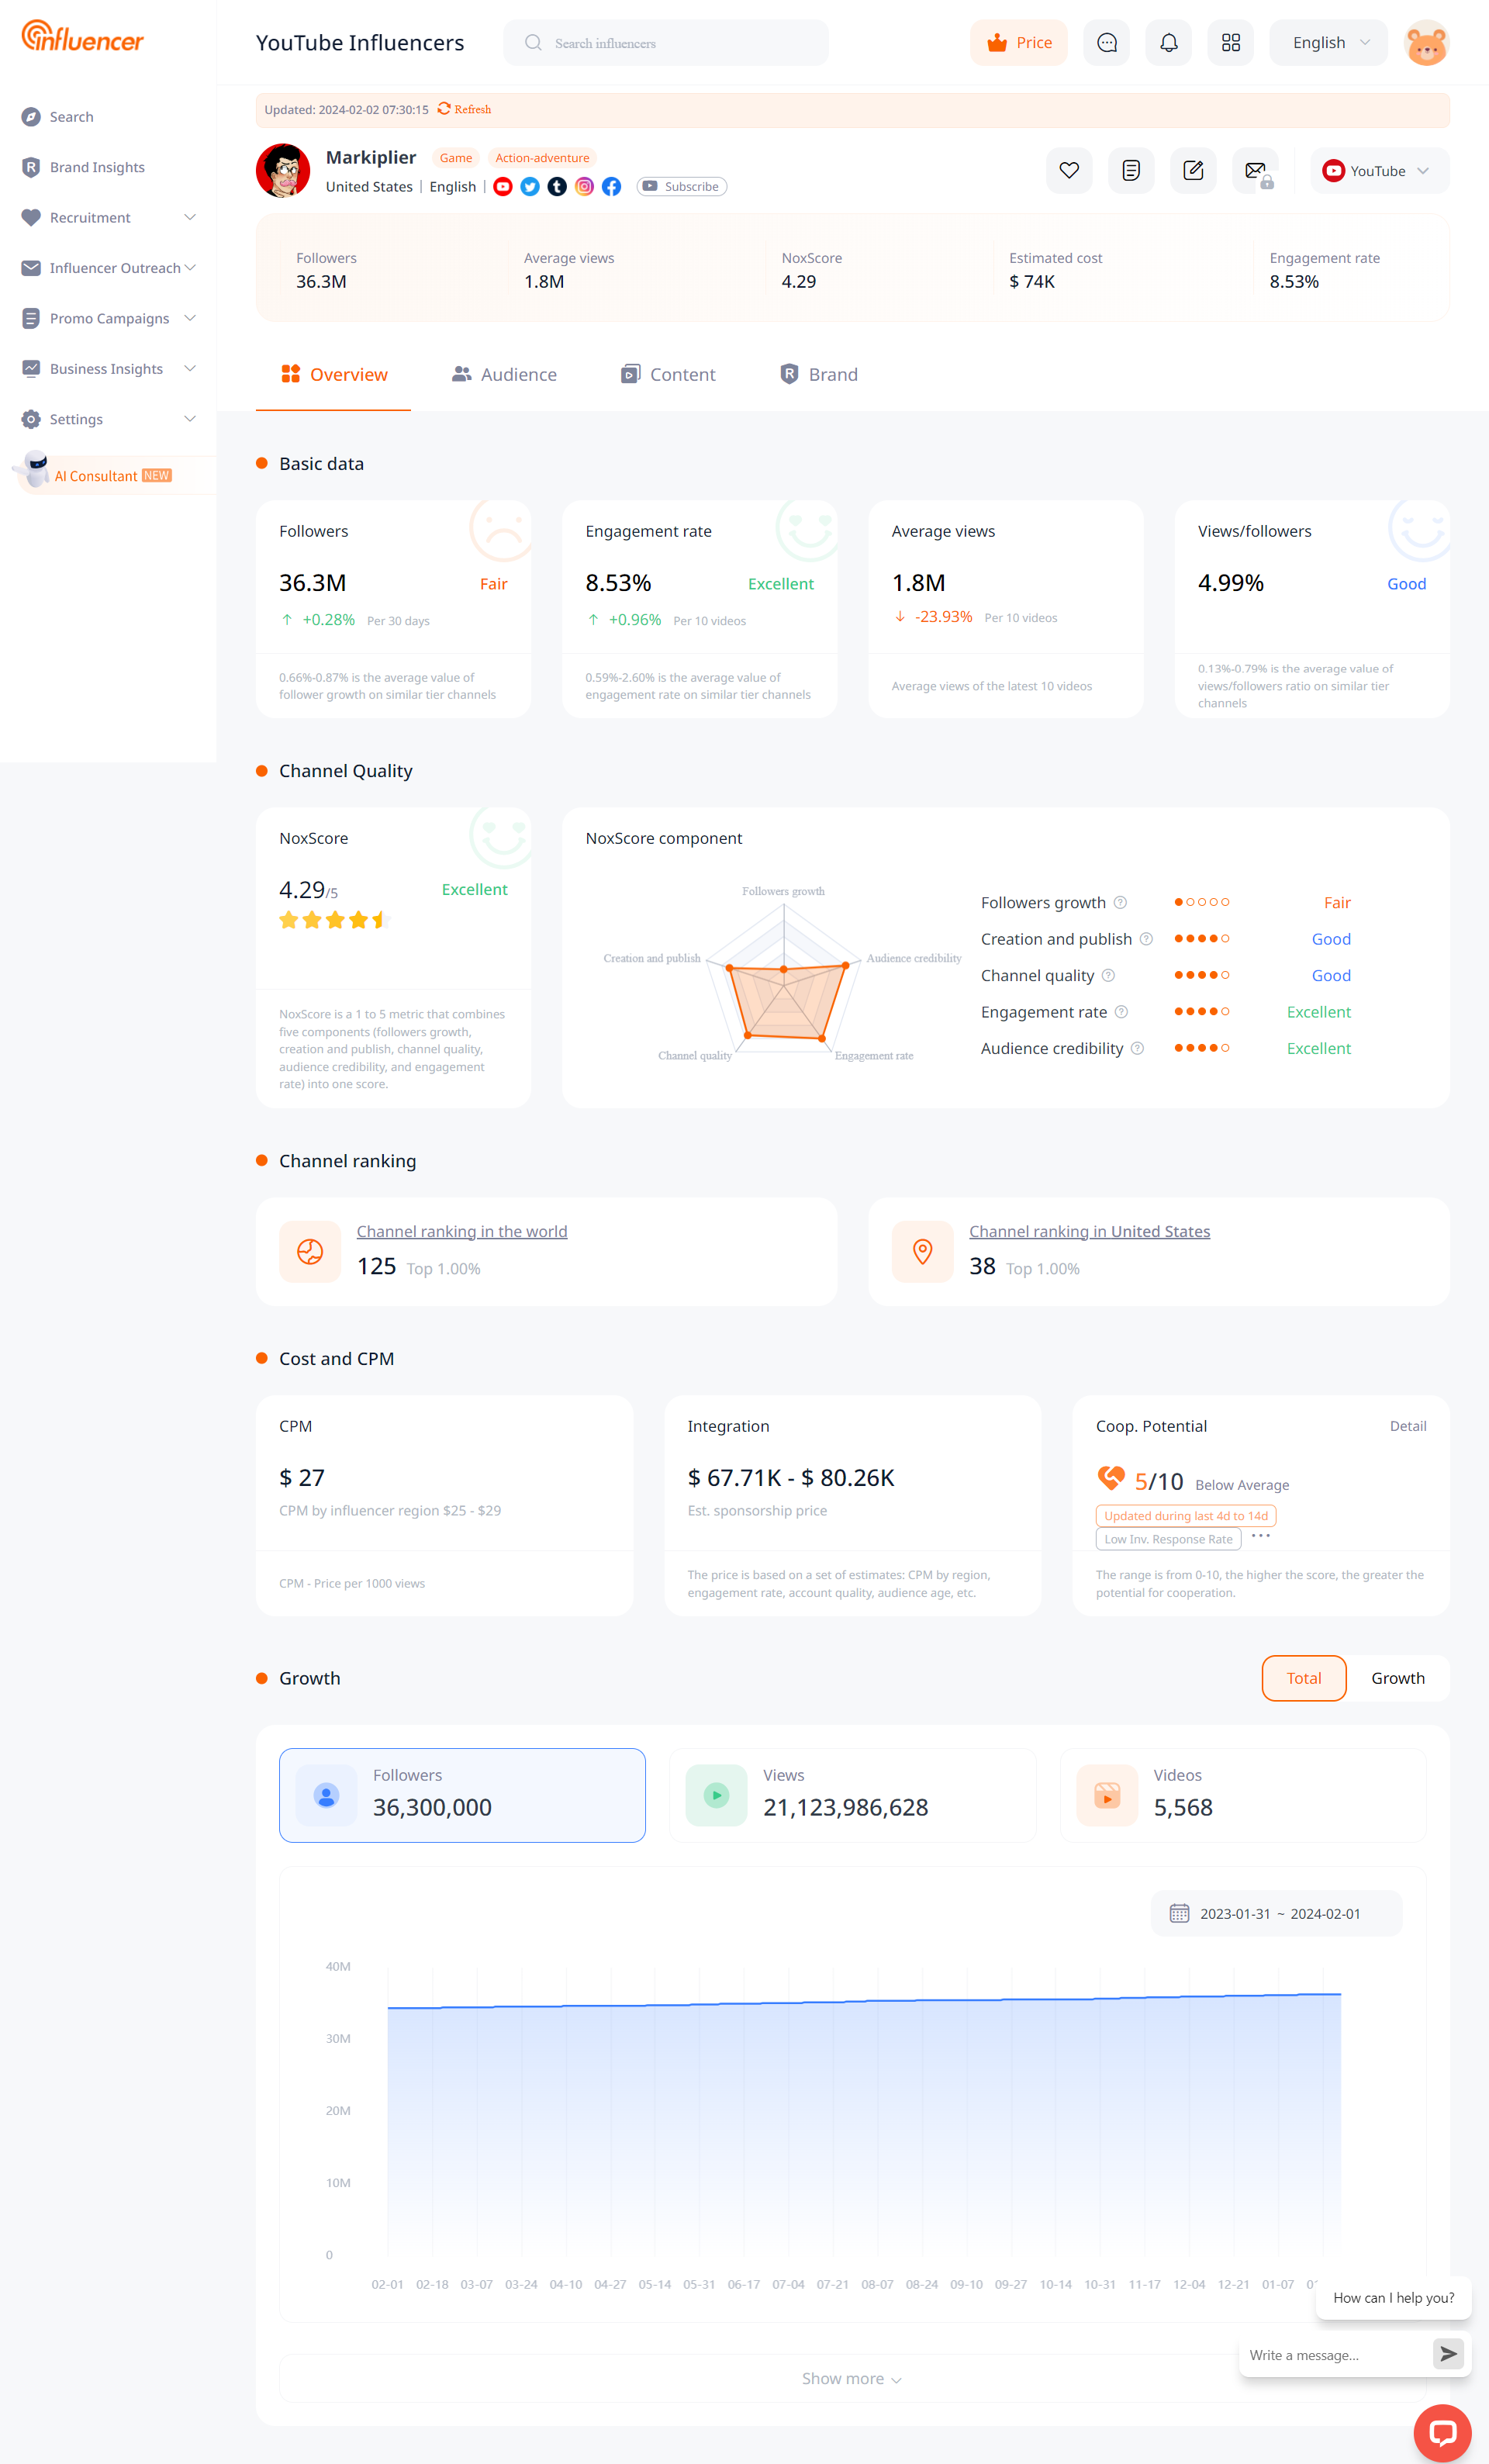 influencer
YouTube Influencers
Search influencers
Price
English
Search
Brand Insights
Recruitment
Influencer Outreach
Promo Campaigns
Business Insights
Settings
AI Consultant NEW
Updated: 2024-02-02 07:30:15 Refresh
Markiplier Game Action-adventure
United States | English | Subscribe
YouTube
Followers
36.3M
Average views
1.8M
NoxScore
4.29
Estimated cost
$ 74K
Engagement rate
8.53%
Overview
Audience
Content
Brand
Basic data
Followers
36.3M Fair
+0.28% Per 30 days
0.66%-0.87% is the average value of
follower growth on similar tier channels
Engagement rate
8.53% Excellent
+0.96% Per 10 videos
0.59%-2.60% is the average value of
engagement rate on similar tier channels
Average views
1.8M
-23.93% Per 10 videos
Average views of the latest 10 videos
Views/followers
4.99% Good
0.13%-0.79% is the average value of
views/followers ratio on similar tier
channels
Channel Quality
NoxScore
4.29/5 Excellent
NoxScore is a 1 to 5 metric that combines
five components (followers growth,
creation and publish, channel quality,
audience credibility, and engagement
rate) into one score.
NoxScore component
Followers growth
Creation and publish
Audience credibility
Channel quality
Engagement rate
Followers growth Fair
Creation and publish Good
Channel quality Good
Engagement rate Excellent
Audience credibility Excellent
Channel ranking
Channel ranking in the world
125 Top 1.00%
Channel ranking in United States
38 Top 1.00%
Cost and CPM
CPM
$ 27
CPM by influencer region $25 - $29
CPM - Price per 1000 views
Integration
$ 67.71K - $ 80.26K
Est. sponsorship price
The price is based on a set of estimates: CPM by region,
engagement rate, account quality, audience age, etc.
Coop. Potential Detail
5/10 Below Average
Updated during last 4d to 14d
Low Inv. Response Rate ...
The range is from 0-10, the higher the score, the greater the
potential for cooperation.
Growth
Total Growth
Followers
36,300,000
Views
21,123,986,628
Videos
5,568
2023-01-31 ~ 2024-02-01
40M
30M
20M
10M
0
02-01 02-18 03-07 03-24 04-10 04-27 05-14 05-31 06-17 07-04 07-21 08-07 08-24 09-10 09-27 10-14 10-31 11-17 12-04 12-21 01-07
How can I help you?
Write a message...
Show more